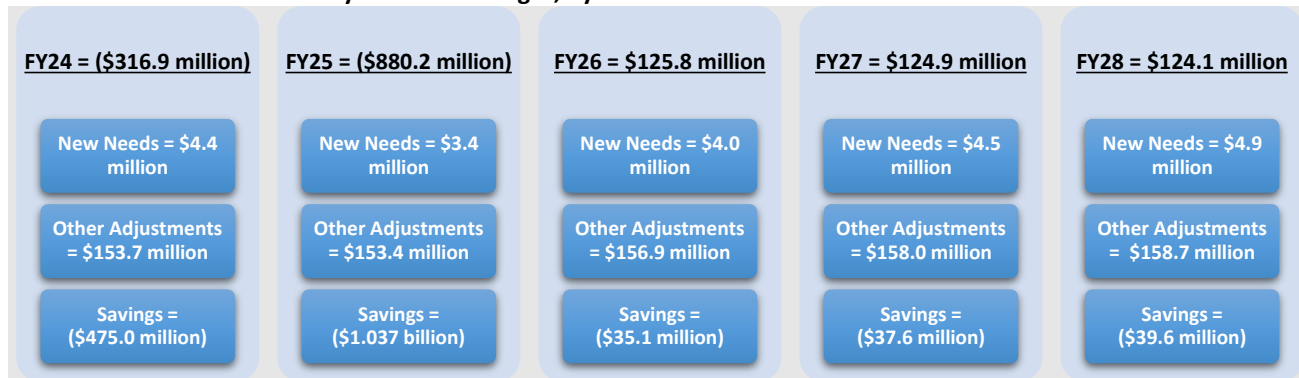 FY24 = ($316.9 million)
New Needs = $4.4
million
Other Adjustments
= $153.7 million
Savings =
($475.0 million)
FY25 = ($880.2 million)
New Needs = $3.4
million
Other Adjustments
= $153.4 million
Savings =
($1.037 billion)
FY26 = $125.8 million
New Needs = $4.0
million
Other Adjustments
= $156.9 million
Savings =
($35.1 million)
FY27 = $124.9 million
New Needs = $4.5
million
Other Adjustments
= $158.0 million
Savings =
($37.6 million)
FY28 = $124.1 million
New Needs = $4.9
million
Other Adjustments
= $158.7 million
Savings =
($39.6 million)